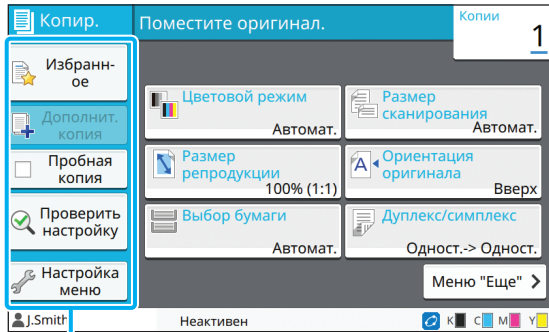 Копир.
Поместите оригинал.
Копии
1
Избранн-
ое
Дополнит.
копия
Пробная
копия
Проверить
настройку
Настройка
меню
Цветовой режим
Автомат.
Размер
сканирования
Автомат.
Размер
репродукции
100% (1:1)
A
Ориентация
оригинала
Вверх
Выбор бумаги
Автомат.
Дуплекс/симплекс
Одност.-> Одност.
Меню "Еще"
J.Smith
Неактивен
K C M Y